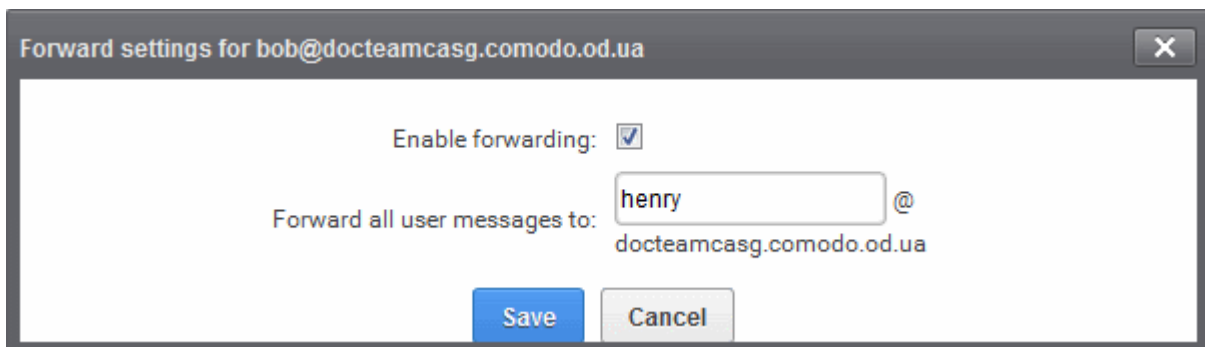 Forward settings for bob@docteamcasg.comodo.od.ua
Enable forwarding:
Forward all user messages to: henry @
docteamcasg.comodo.od.ua
Save Cancel